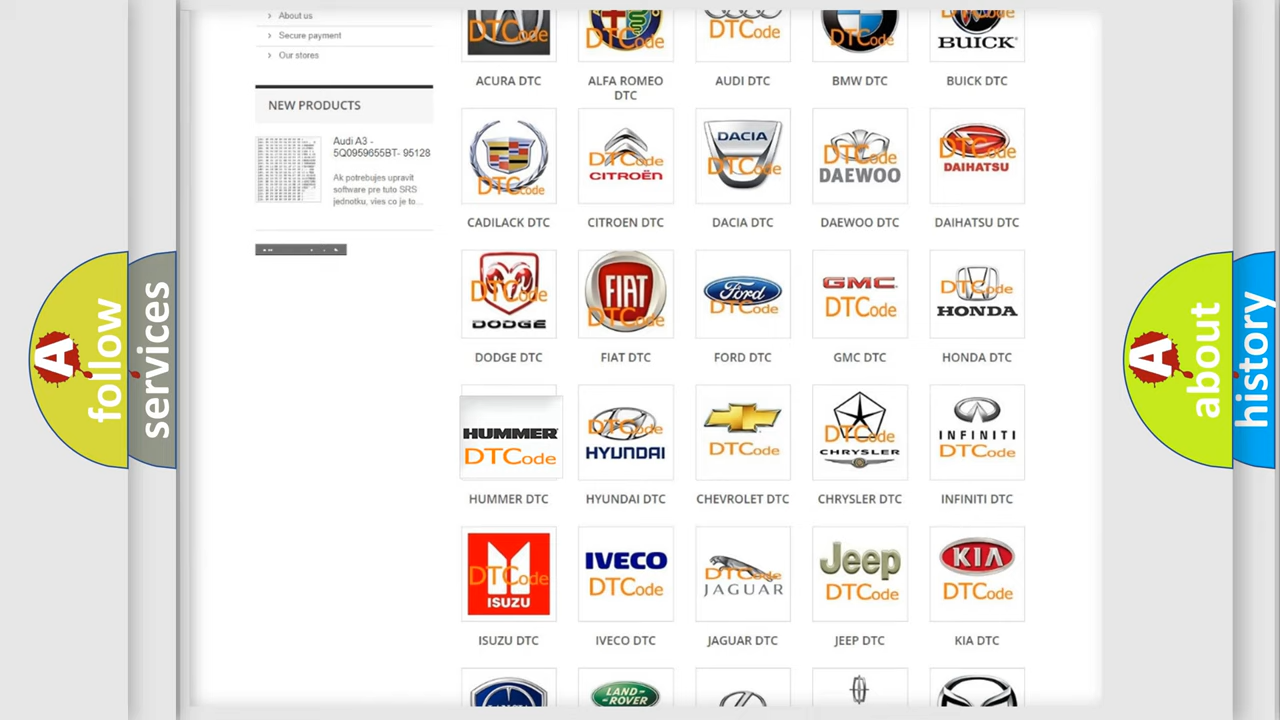 About us
Secure payment
Our stores
NEW PRODUCTS
Audi A3 -
5Q0959655BT- 95128
Ak potrebujes upravit
software pre tuto SRS
jednotku, vies co je to...
A follow
services
DTCode
DTCode
DTCode
DTCode
BUICK
ACURA DTC
ALFA ROMEO
DTC
AUDI DTC
BMW DTC
BUICK DTC
DTCode
DTCode
CITROËN
DACIA
DTCode
DTCode
DAEWOO
DTCode
DAIHATSU
CADILACK DTC
CITROEN DTC
DACIA DTC
DAEWOO DTC
DAIHATSU DTC
DTCode
DODGE
FIAT
DTCode
Ford
DTCode
GMC
DTCode
DTCode
HONDA
DODGE DTC
FIAT DTC
FORD DTC
GMC DTC
HONDA DTC
HUMMER
DTCode
DTCode
HYUNDAI
DTCode
DTCode
CHRYSLER
INFINITI
DTCode
HUMMER DTC
HYUNDAI DTC
CHEVROLET DTC
CHRYSLER DTC
INFINITI DTC
DTCode
ISUZU
IVECO
DTCode
DTCode
JAGUAR
Jeep
DTCode
KIA
DTCode
ISUZU DTC
IVECO DTC
JAGUAR DTC
JEEP DTC
KIA DTC
LAND-
ROVER
A about
history